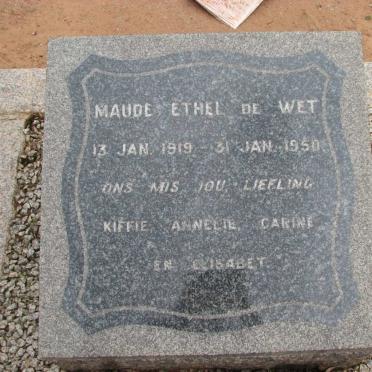 MAUDE ETHEL DE WET
13 JAN. 1919 - 31 JAN. 1950
ONS MIS JOU LIEFLING
KIFFIE, ANNELIE, CARINE
EN ELISABET